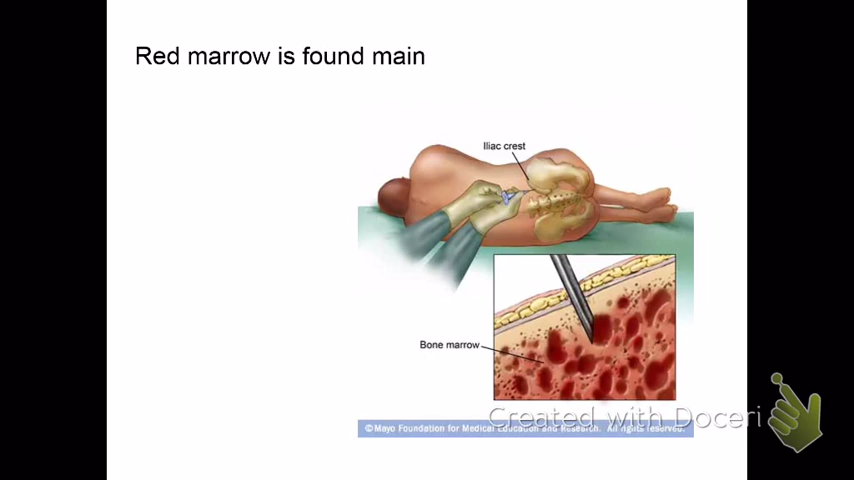 Red marrow is found main
Iliac crest
Bone marrow
Created with Doceri
©Mayo Foundation for Medical Education and Research. All rights reserved.